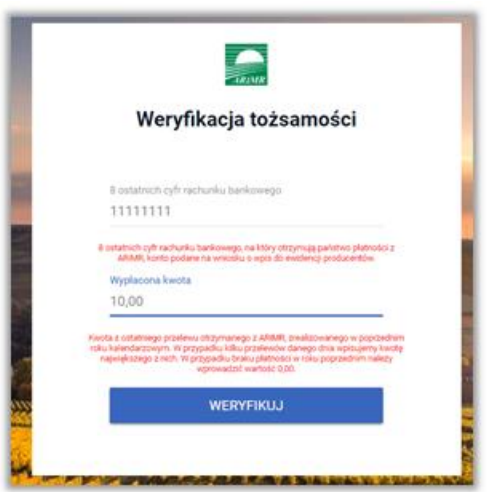 ARiMR
Weryfikacja tożsamości
8 ostatnich cyfr rachunku bankowego
11111111
8 ostatnich cyfr rachunku bankowego, na który otrzymują państwo płatności z
ARiMR, konto podane na wniosku o wpis do ewidencji producentów.
Wypłacona kwota
10,00
Kwota z ostatniego przelewu otrzymanego z ARiMR, zrealizowanego w poprzednim
roku kalendarzowym. W przypadku kilku przelewów danego dnia wpisujemy kwotę
największego z nich. W przypadku braku płatności w roku poprzednim należy
wprowadzić wartość 0,00.
WERYFIKUJ